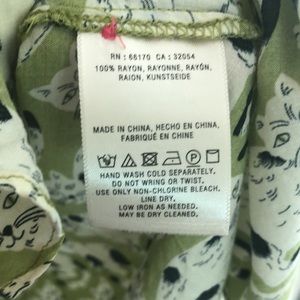 RN : 66170 CA : 32054
100% RAYON, RAYONNE, RAYÓN,
RAION, KUNSTSEIDE
MADE IN CHINA, HECHO EN CHINA,
FABRIQUÉ EN CHINE
HAND WASH COLD SEPARATELY.
DO NOT WRING OR TWIST.
USE ONLY NON-CHLORINE BLEACH.
LINE DRY.
LOW IRON AS NEEDED.
MAY BE DRY CLEANED.